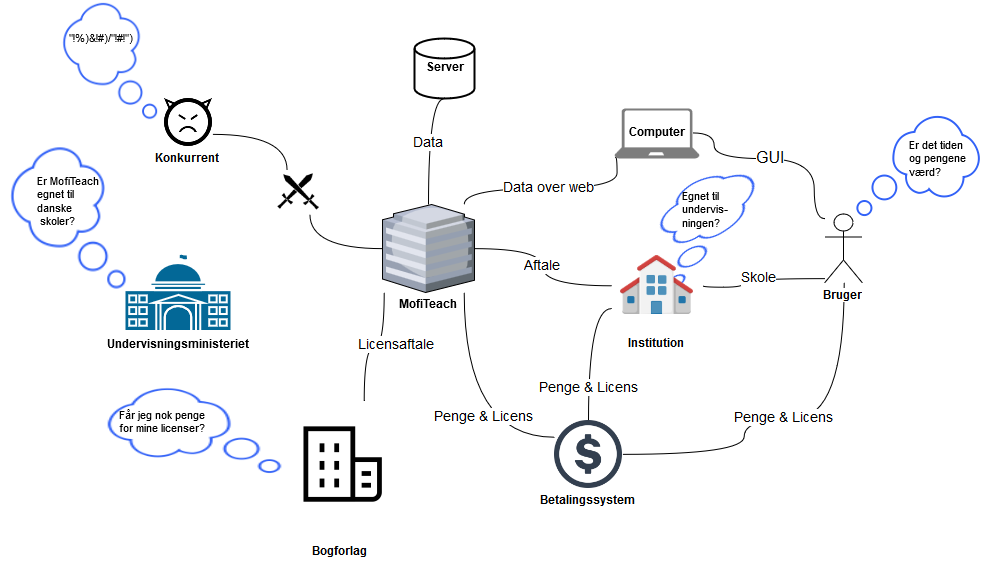 "!%)&!#)/"!#!")
Konkurrent
Server
Data
Computer
GUI
Data over web
Er det tiden
og pengene
værd?
Er MofiTeach
egnet til
danske
skoler?
Egnet til
undervis-
ningen?
Aftale
Skole
Bruger
MofiTeach
Undervisningsministeriet
Licensaftale
Institution
Penge & Licens
Penge & Licens
Penge & Licens
Får jeg nok penge
for mine licenser?
Betalingssystem
Bogforlag